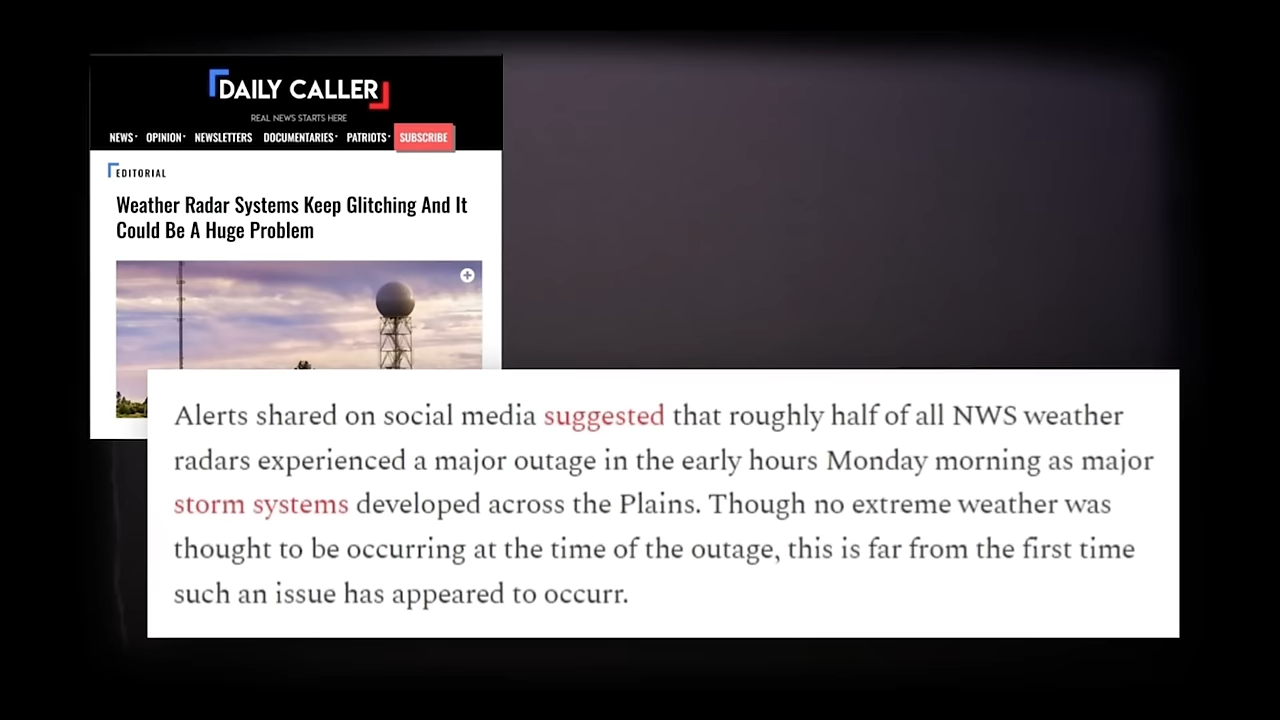 DAILY CALLER
REAL NEWS STARTS HERE
NEWS OPINION NEWSLETTERS DOCUMENTARIES PATRIOTS SUBSCRIBE
EDITORIAL
Weather Radar Systems Keep Glitching And It
Could Be A Huge Problem
Alerts shared on social media suggested that roughly half of all NWS weather
radars experienced a major outage in the early hours Monday morning as major
storm systems developed across the Plains. Though no extreme weather was
thought to be occurring at the time of the outage, this is far from the first time
such an issue has appeared to occurr.